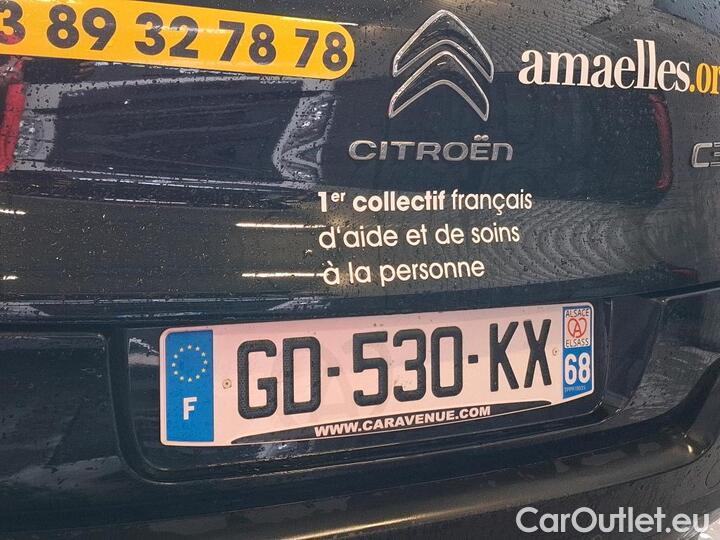 3 89 32 78 78
amaelles.or
CITROËN
C3
1er collectif français
d'aide et de soins
à la personne
ALSACE
ELSASS
F
GD-530-KX
68
WWW.CARAVENUE.COM
CarOutlet.eu